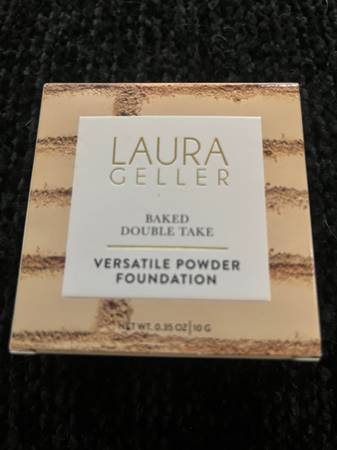 LAURA
GELLER
BAKED
DOUBLE TAKE
VERSATILE POWDER
FOUNDATION
NET WT. 0.35 OZ | 10 G